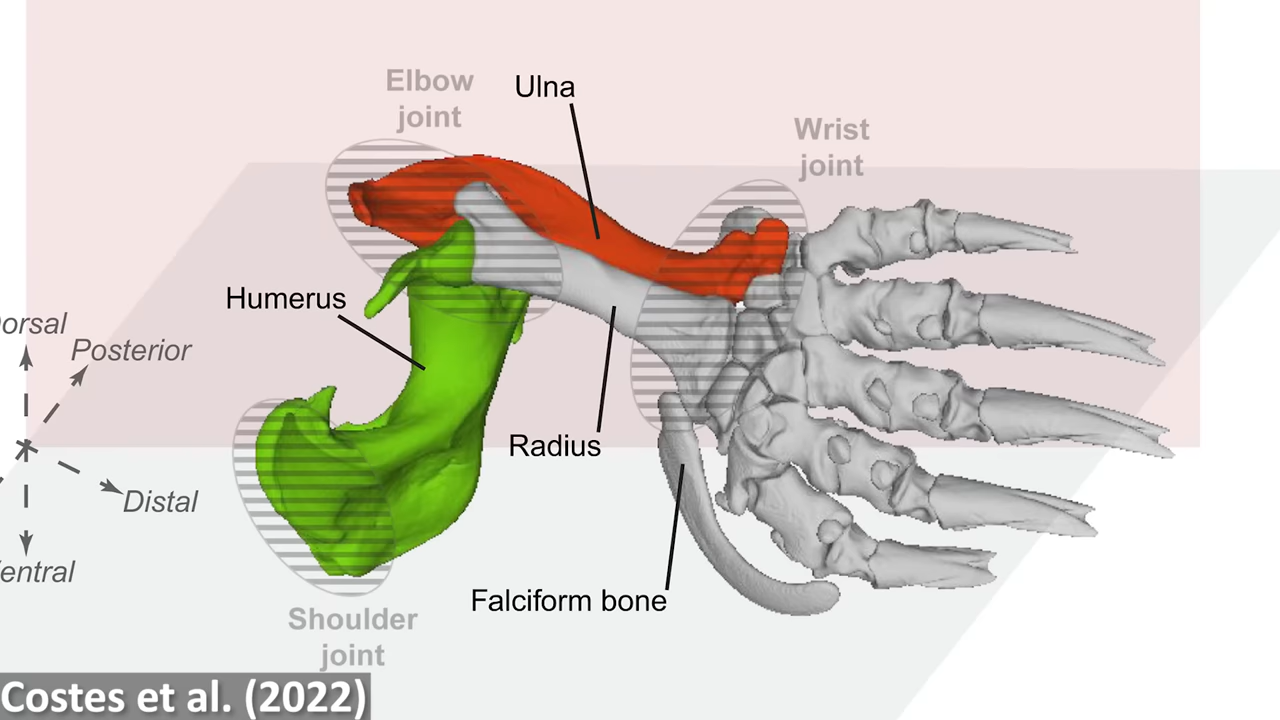 Elbow
joint
Ulna
Wrist
joint
Humerus
orsal
Posterior
Radius
Distal
entral
Falciform bone
Shoulder
joint
Costes et al. (2022)